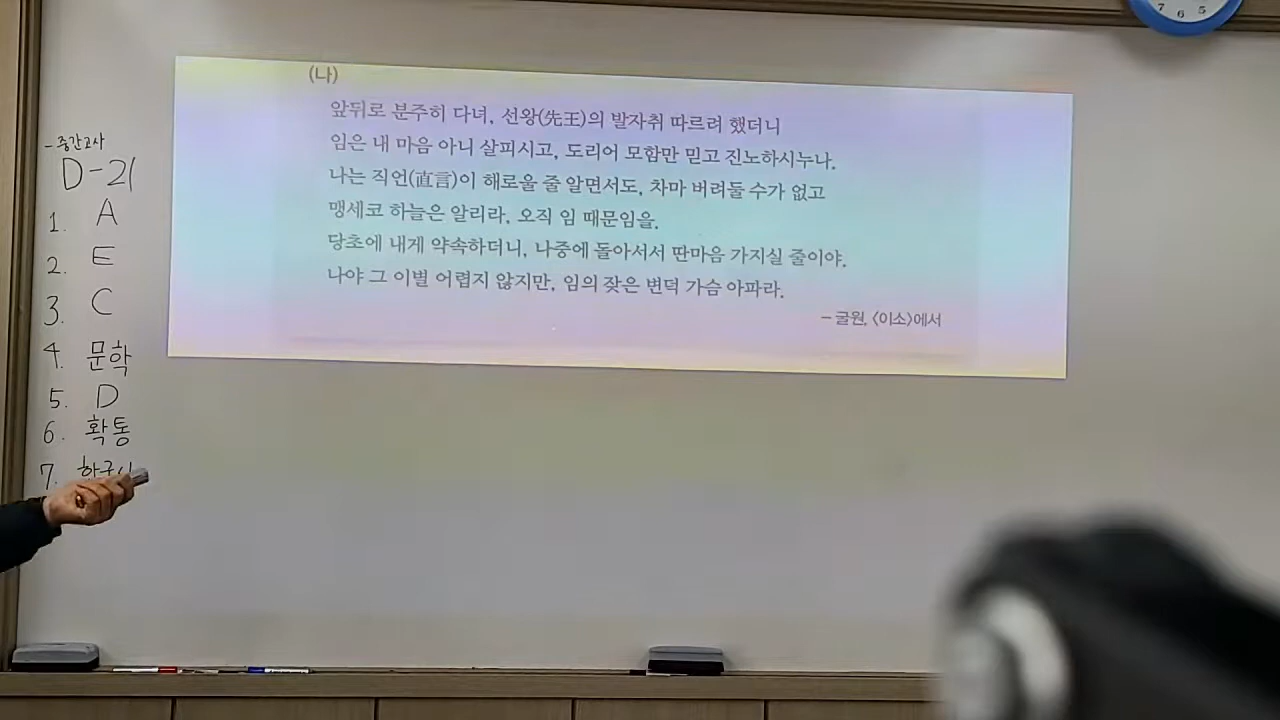 7 6 5
(나)
앞뒤로 분주히 다녀, 선왕(先王)의 발자취 따르려 했더니
임은 내 마음 아니 살피시고, 도리어 모함만 믿고 진노하시누나.
나는 직언(直言)이 해로울 줄 알면서도, 차마 버려둘 수가 없고
맹세코 하늘은 알리라, 오직 임 때문임을.
당초에 내게 약속하더니, 나중에 돌아서서 딴마음 가지실 줄이야.
나야 그 이별 어렵지 않지만, 임의 잦은 변덕 가슴 아파라.
- 굴원, <이소>에서
- 중간고사
D-21
1. A
2. E
3. C
4. 문학
5. D
6. 확통
7. 한국사